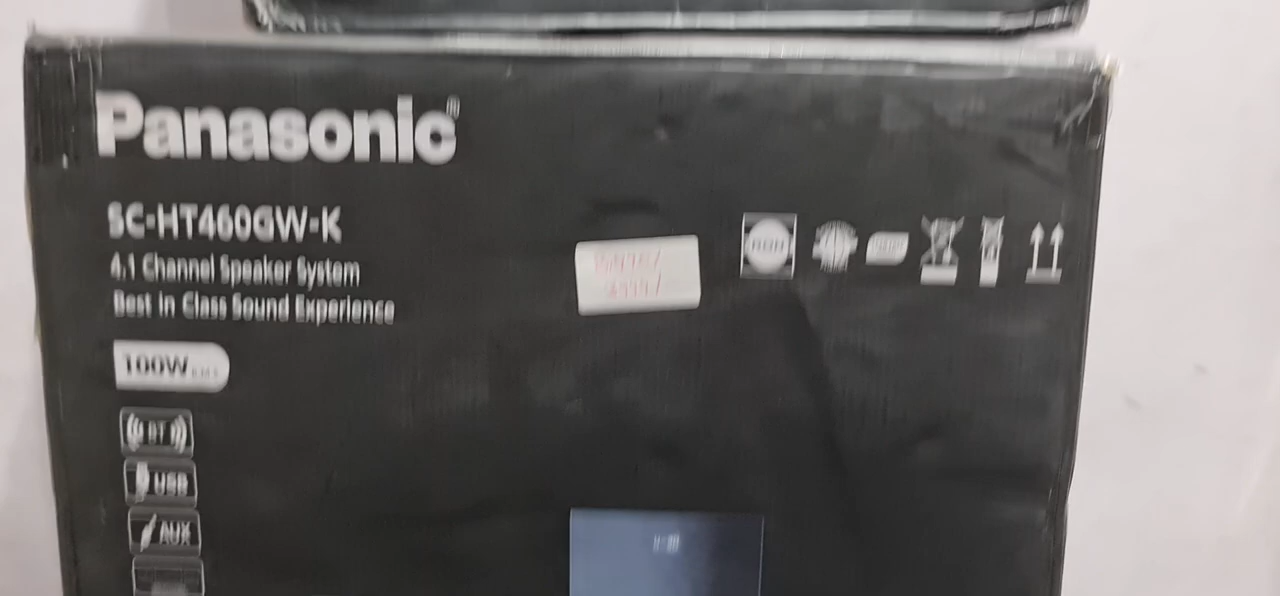 Panasonic®
SC-HT460GW-K
4.1 Channel Speaker System
Best in Class Sound Experience
100W
BT
USB
AUX